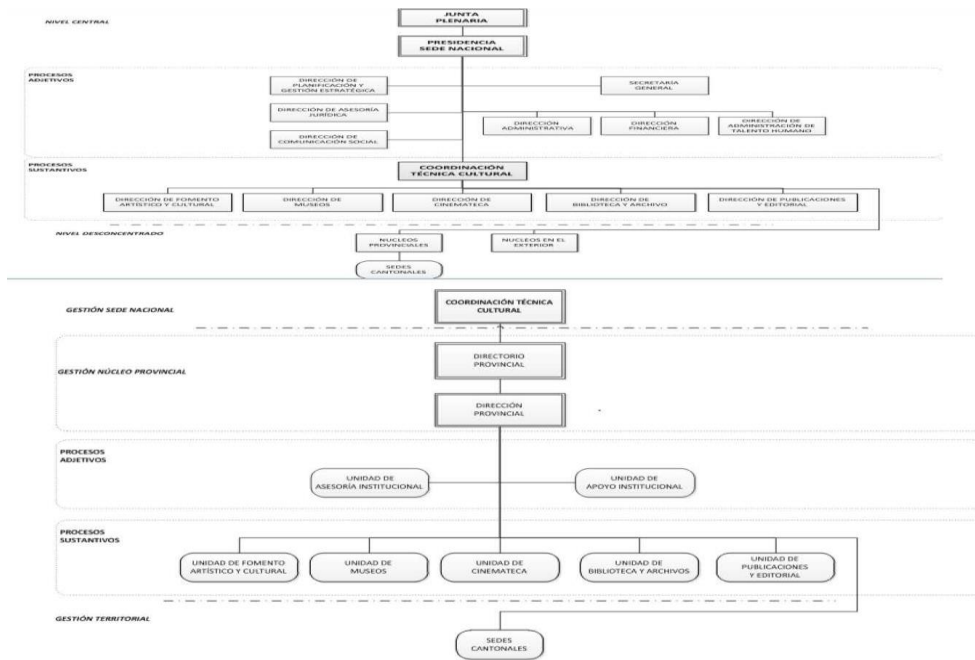 NIVEL CENTRAL
JUNTA
PLENARIA
PRESIDENCIA
SEDE NACIONAL
PROCESOS
ADJETIVOS
DIRECCIÓN DE
PLANIFICACIÓN Y
GESTIÓN ESTRATÉGICA
SECRETARÍA
GENERAL
DIRECCIÓN DE ASESORÍA
JURÍDICA
DIRECCIÓN
ADMINISTRATIVA
DIRECCIÓN
FINANCIERA
DIRECCIÓN DE
ADMINISTRACIÓN DE
TALENTO HUMANO
DIRECCIÓN DE
COMUNICACIÓN SOCIAL
PROCESOS
SUSTANTIVOS
COORDINACIÓN
TÉCNICA CULTURAL
DIRECCIÓN DE FOMENTO
ARTÍSTICO Y CULTURAL
DIRECCIÓN DE
MUSEOS
DIRECCIÓN DE
CINEMATECA
DIRECCIÓN DE
BIBLIOTECA Y ARCHIVO
DIRECCIÓN DE PUBLICACIONES
Y EDITORIAL
NIVEL DESCONCENTRADO
NUCLEOS
PROVINCIALES
NUCLEOS EN EL
EXTERIOR
SEDES
CANTONALES
GESTIÓN SEDE NACIONAL
COORDINACIÓN TÉCNICA
CULTURAL
GESTIÓN NÚCLEO PROVINCIAL
DIRECTORIO
PROVINCIAL
DIRECCIÓN
PROVINCIAL
PROCESOS
ADJETIVOS
UNIDAD DE
ASESORÍA INSTITUCIONAL
UNIDAD DE
APOYO INSTITUCIONAL
PROCESOS
SUSTANTIVOS
UNIDAD DE FOMENTO
ARTÍSTICO Y CULTURAL
UNIDAD DE
MUSEOS
UNIDAD DE
CINEMATECA
UNIDAD DE
BIBLIOTECA Y ARCHIVOS
UNIDAD DE
PUBLICACIONES
Y EDITORIAL
GESTIÓN TERRITORIAL
SEDES
CANTONALES